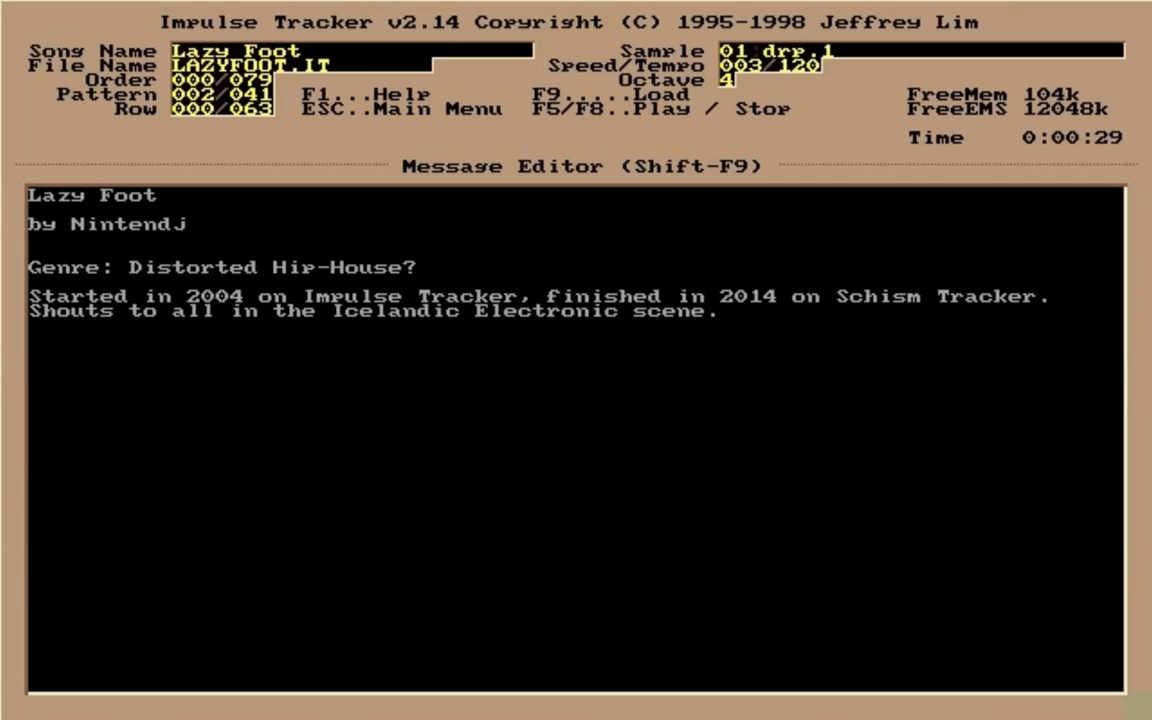 Impulse Tracker v2.14 Copyright (C) 1995-1998 Jeffrey Lim
Song Name Lazy Foot Sample 01 drp.1
File Name LAZYFOOT.IT Speed/Tempo 003/120
Order 000/079 Octave 4
Pattern 002/041 F1...Help F9.....Load FreeMem 104k
Row 000/063 ESC..Main Menu F5/F8..Play / Stop FreeEMS 12048k
Time 0:00:29
Message Editor (Shift-F9)
Lazy Foot
by Nintendj
Genre: Distorted Hip-House?
Started in 2004 on Impulse Tracker, finished in 2014 on Schism Tracker.
Shouts to all in the Icelandic Electronic scene.